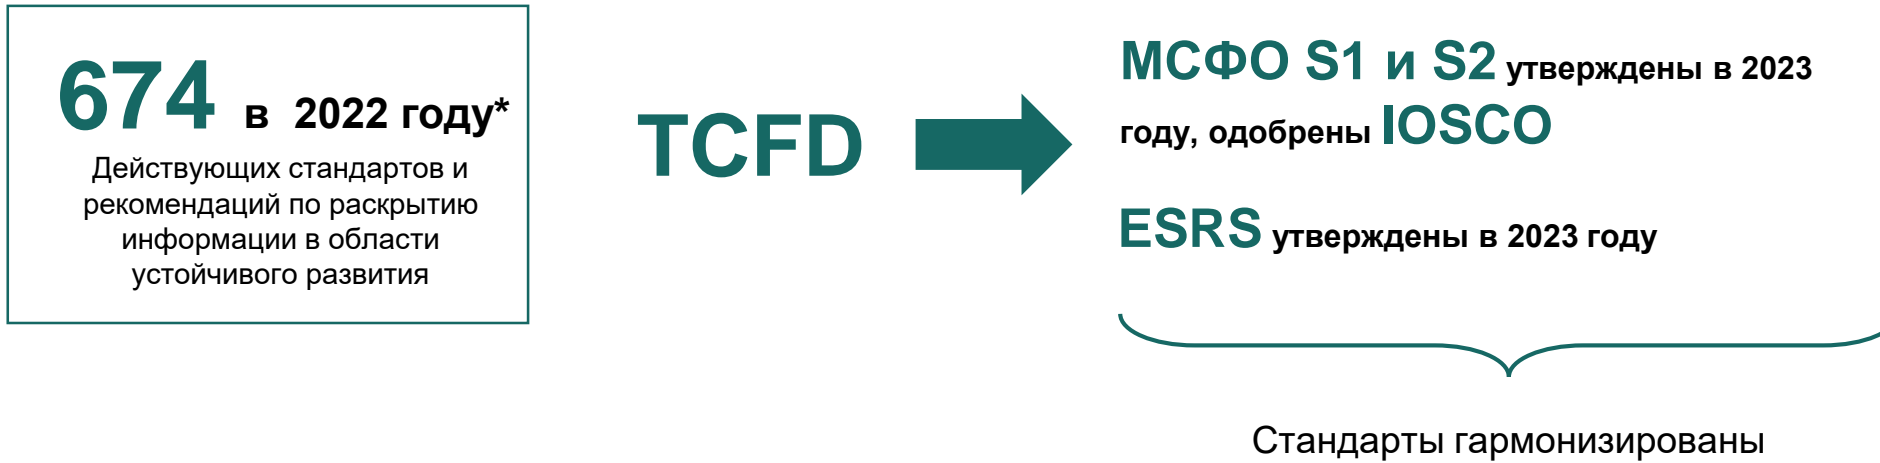 674 в 2022 году*
Действующих стандартов и
рекомендаций по раскрытию
информации в области
устойчивого развития
TCFD
МСФО S1 и S2 утверждены в 2023
году, одобрены IOSCO
ESRS утверждены в 2023 году
Стандарты гармонизированы